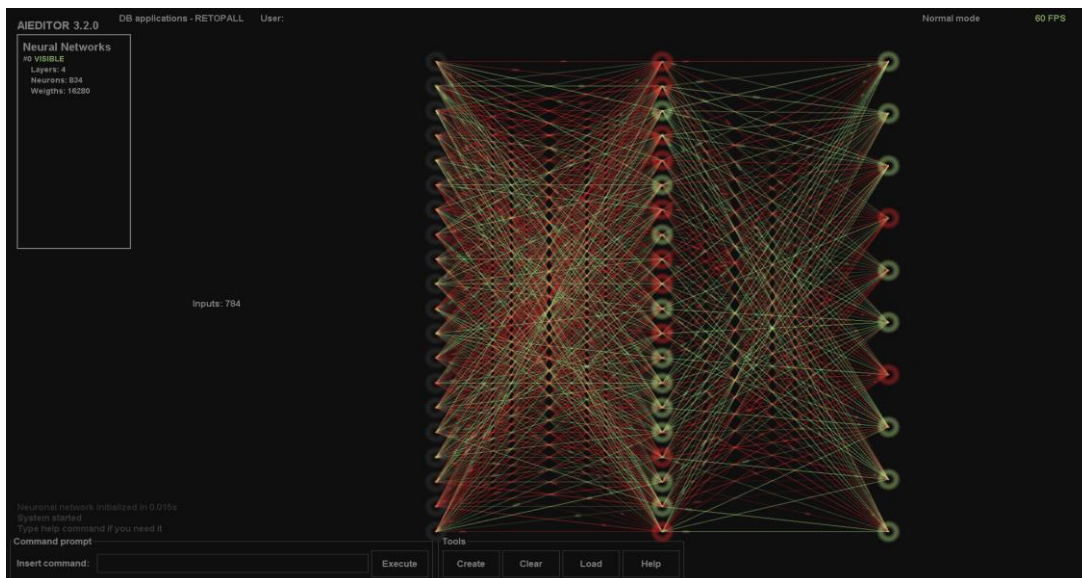 AIEDITOR 3.2.0
DB applications - RETOPALL User:
Normal mode
60 FPS
Neural Networks
#0 VISIBLE
Layers: 4
Neurons: 834
Weigths: 16280
Inputs: 784
Neuronal network initialized in 0.015s
System started
Type help command if you need it
Command prompt
Tools
Insert command:
Execute
Create
Clear
Load
Help